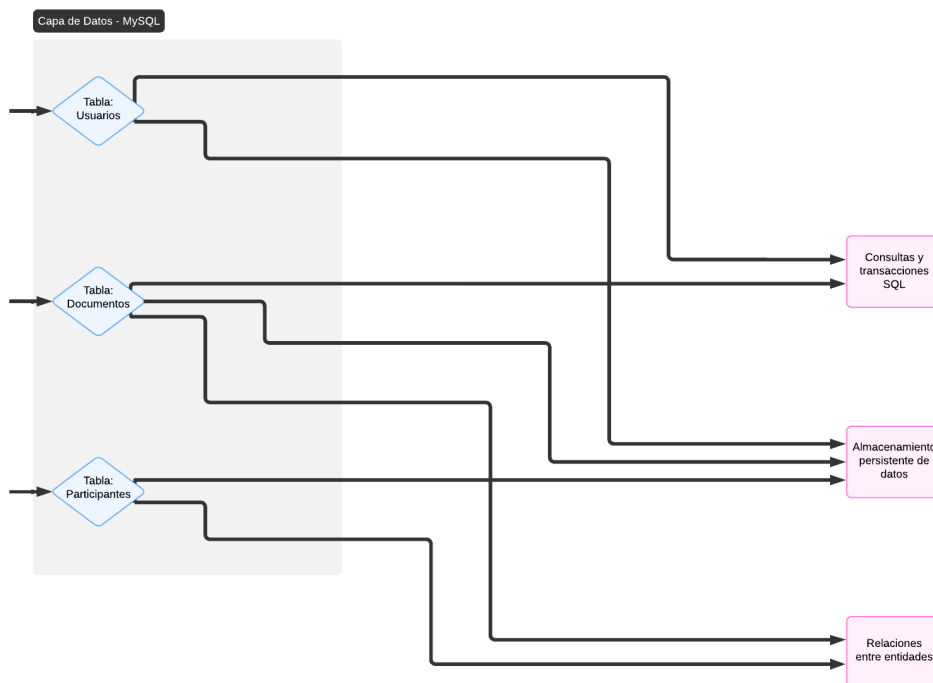 Capa de Datos - MySQL
Tabla:
Usuarios
Consultas y
transacciones
SQL
Tabla:
Documentos
Almacenamiento
persistente de
datos
Tabla:
Participantes
Relaciones
entre entidades